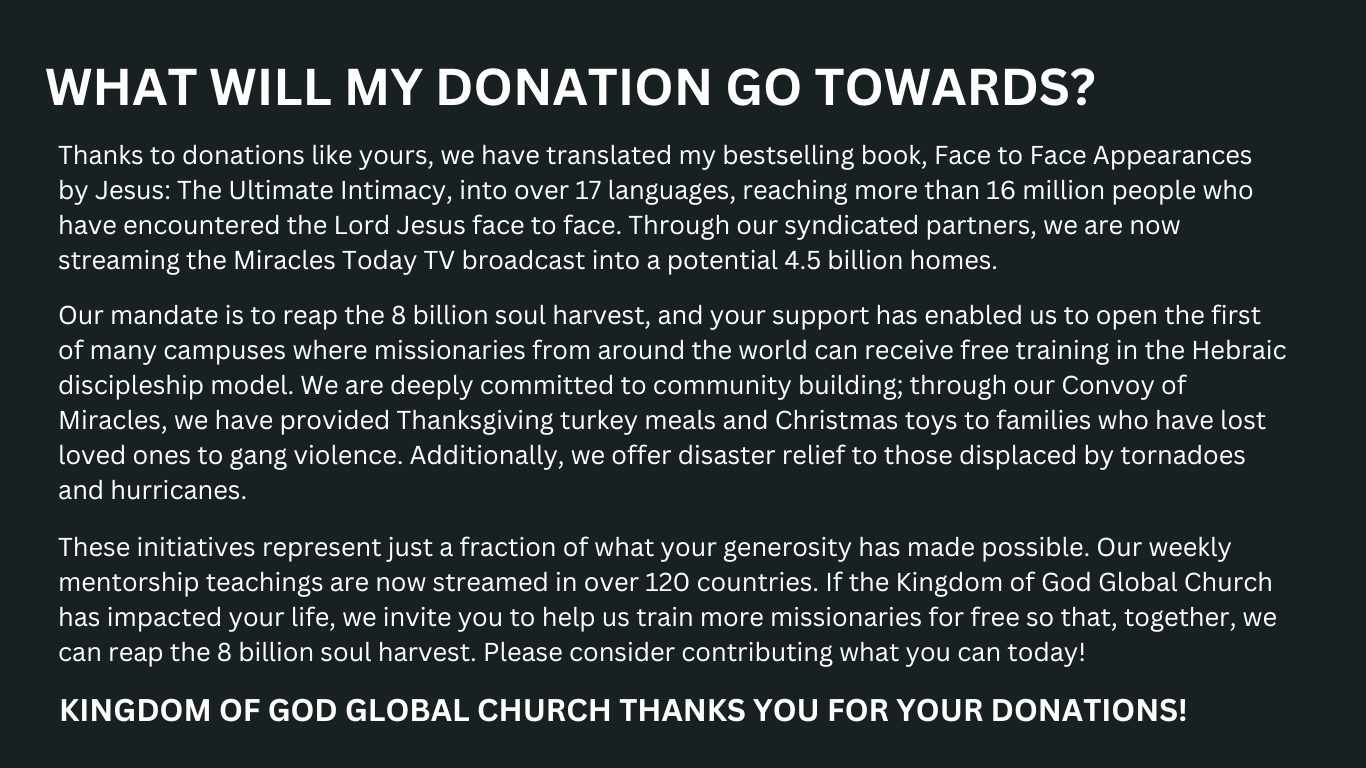 WHAT WILL MY DONATION GO TOWARDS?
Thanks to donations like yours, we have translated my bestselling book, Face to Face Appearances
by Jesus: The Ultimate Intimacy, into over 17 languages, reaching more than 16 million people who
have encountered the Lord Jesus face to face. Through our syndicated partners, we are now
streaming the Miracles Today TV broadcast into a potential 4.5 billion homes.
Our mandate is to reap the 8 billion soul harvest, and your support has enabled us to open the first
of many campuses where missionaries from around the world can receive free training in the Hebraic
discipleship model. We are deeply committed to community building; through our Convoy of
Miracles, we have provided Thanksgiving turkey meals and Christmas toys to families who have lost
loved ones to gang violence. Additionally, we offer disaster relief to those displaced by tornadoes
and hurricanes.
These initiatives represent just a fraction of what your generosity has made possible. Our weekly
mentorship teachings are now streamed in over 120 countries. If the Kingdom of God Global Church
has impacted your life, we invite you to help us train more missionaries for free so that, together, we
can reap the 8 billion soul harvest. Please consider contributing what you can today!
KINGDOM OF GOD GLOBAL CHURCH THANKS YOU FOR YOUR DONATIONS!